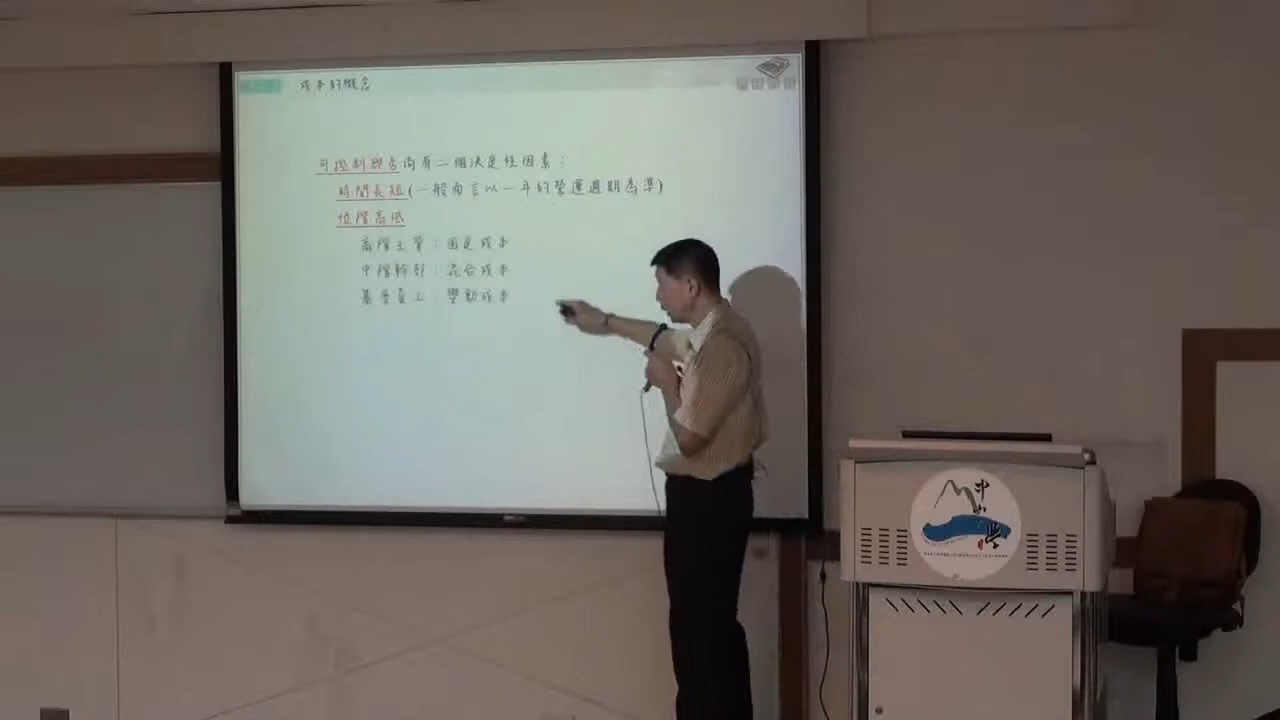 成本的概念
可控制與否尚有二個決定性因素：
時間長短(一般而言以一年的營運週期為準)
位階高低
高階主管：固定成本
中階幹部：混合成本
基層員工：變動成本
中山學